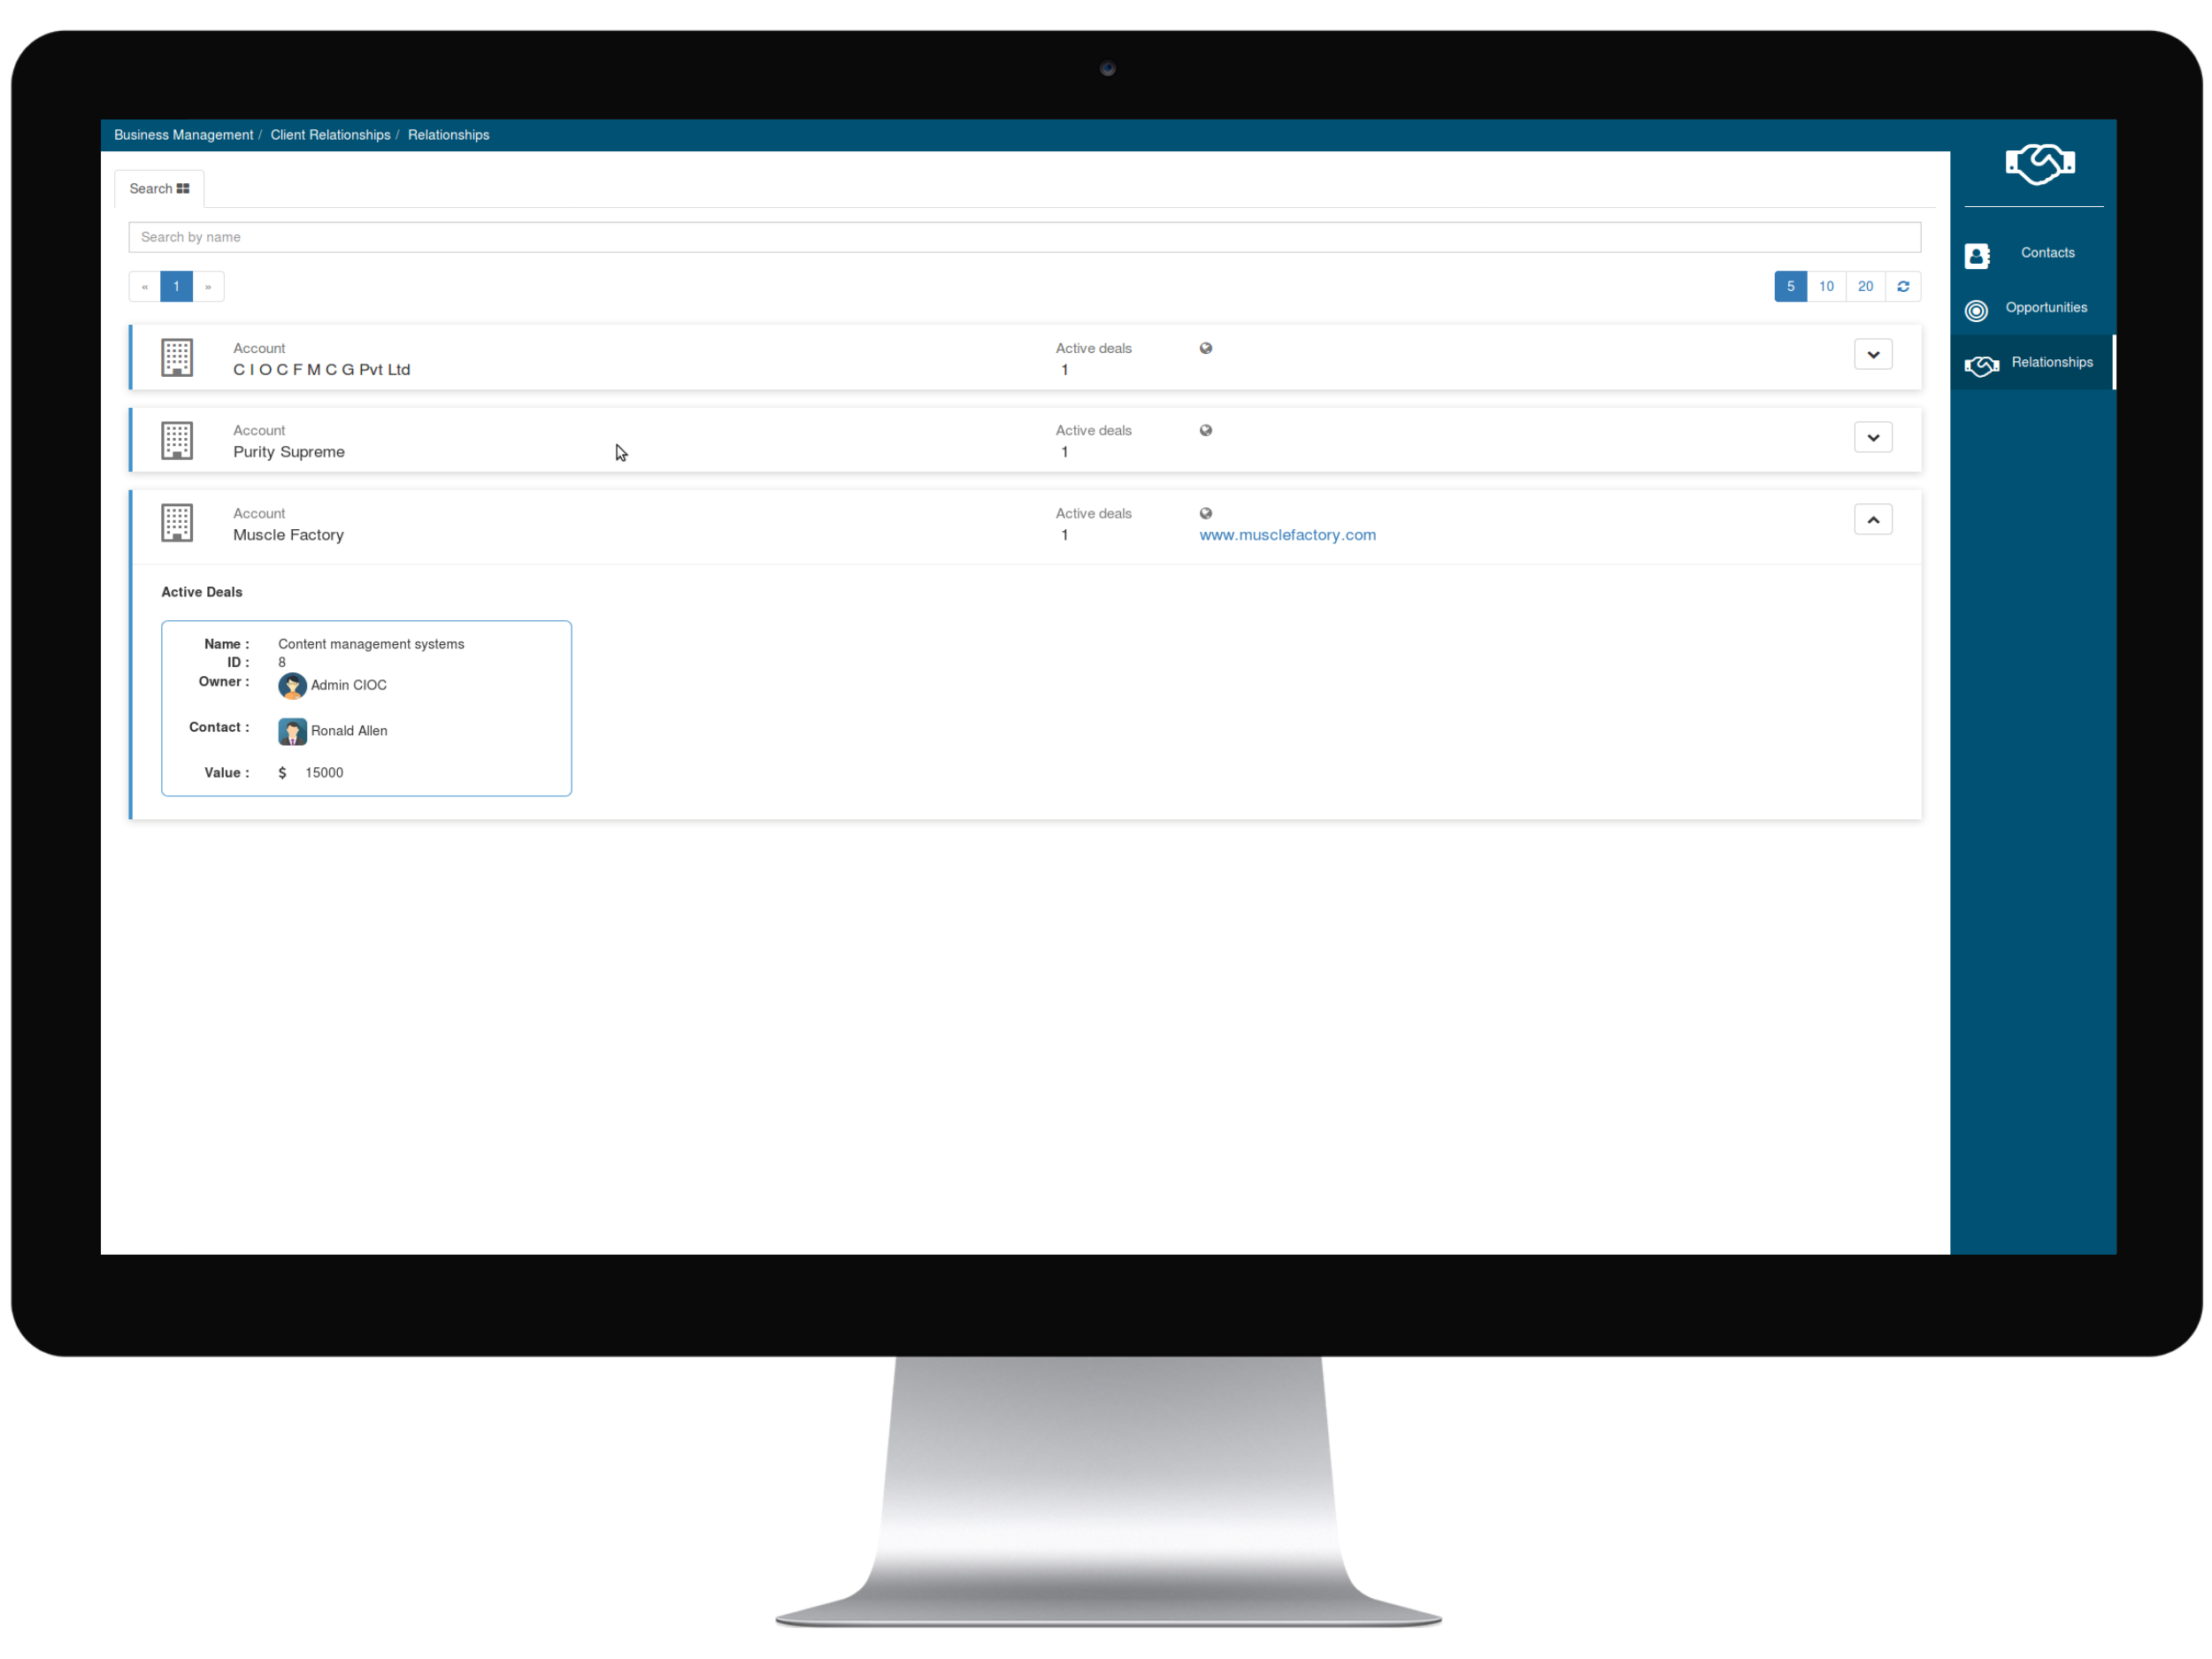 Business Management / Client Relationships / Relationships
Search
Search by name
« 1 »
5 10 20
Contacts
Opportunities
Relationships
Account
C I O C F M C G Pvt Ltd
Active deals
1
Account
Purity Supreme
Active deals
1
Account
Muscle Factory
Active deals
1
www.musclefactory.com
Active Deals
Name : Content management systems
ID : 8
Owner : Admin CIOC
Contact : Ronald Allen
Value : $ 15000